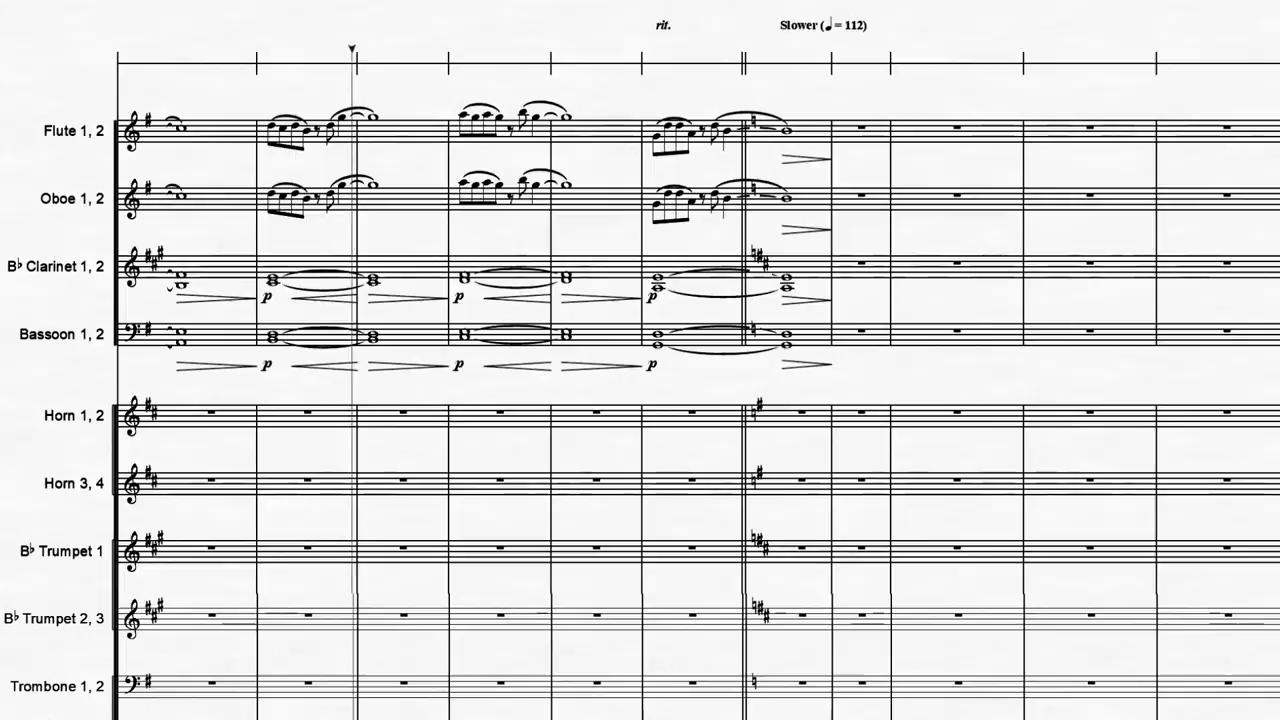 rit.
Slower (♩ = 112)
Flute 1, 2
Oboe 1, 2
B♭ Clarinet 1, 2
p p p
Bassoon 1, 2
p p p
Horn 1, 2
Horn 3, 4
B♭ Trumpet 1
B♭ Trumpet 2, 3
Trombone 1, 2